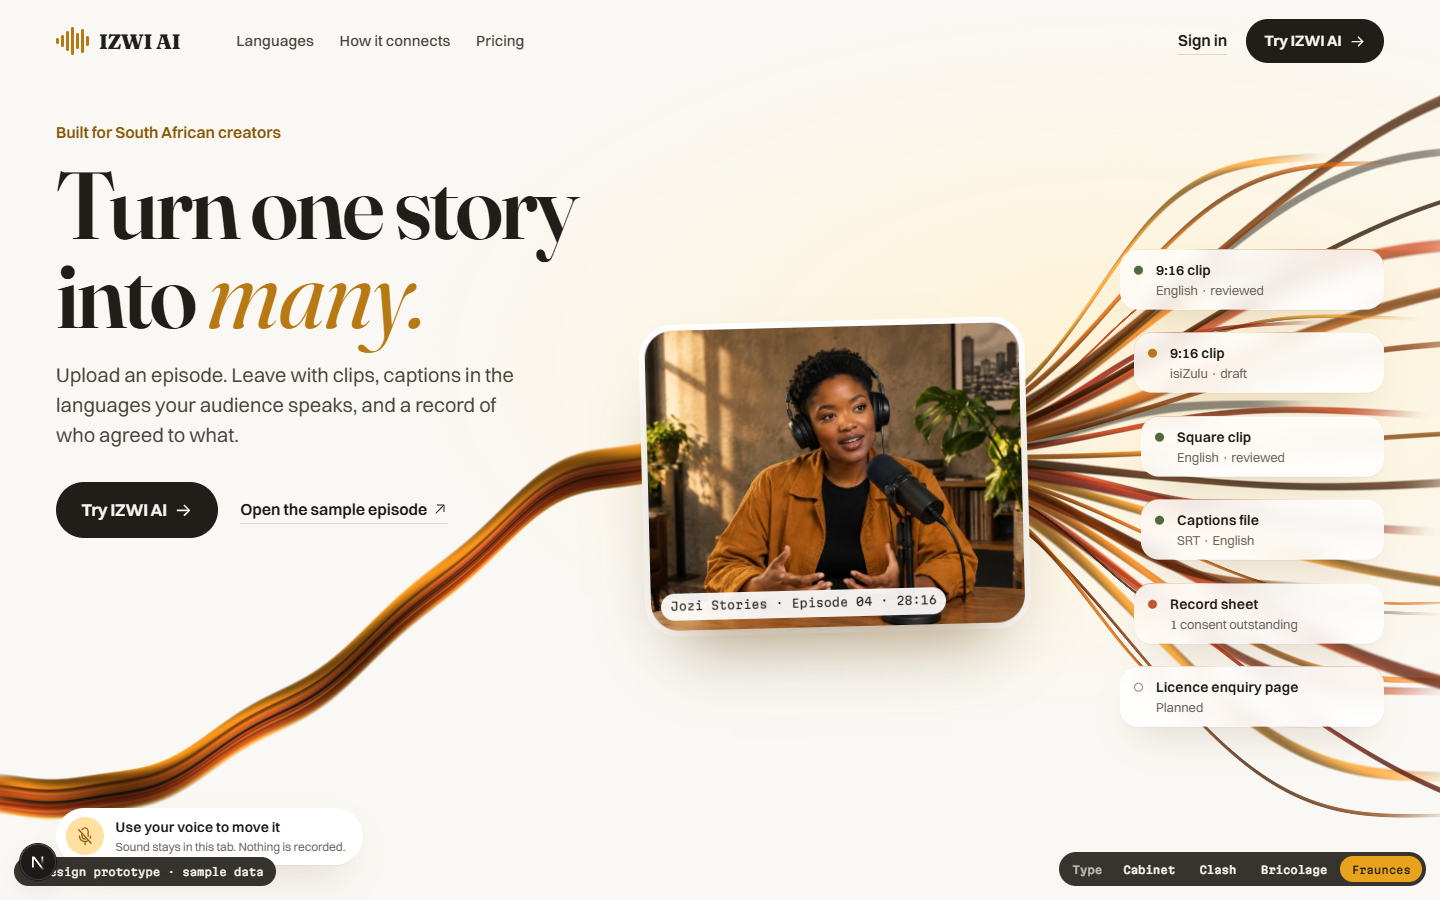 IZWI AI
Languages
How it connects
Pricing
Sign in
Try IZWI AI →
Built for South African creators
Turn one story
into many.
Upload an episode. Leave with clips, captions in the
languages your audience speaks, and a record of
who agreed to what.
Try IZWI AI →
Open the sample episode ↗
Jozi Stories · Episode 04 · 28:16
9:16 clip
English · reviewed
9:16 clip
isiZulu · draft
Square clip
English · reviewed
Captions file
SRT · English
Record sheet
1 consent outstanding
Licence enquiry page
Planned
Use your voice to move it
Sound stays in this tab. Nothing is recorded.
N
prototype · sample data
Type
Cabinet
Clash
Bricolage
Fraunces